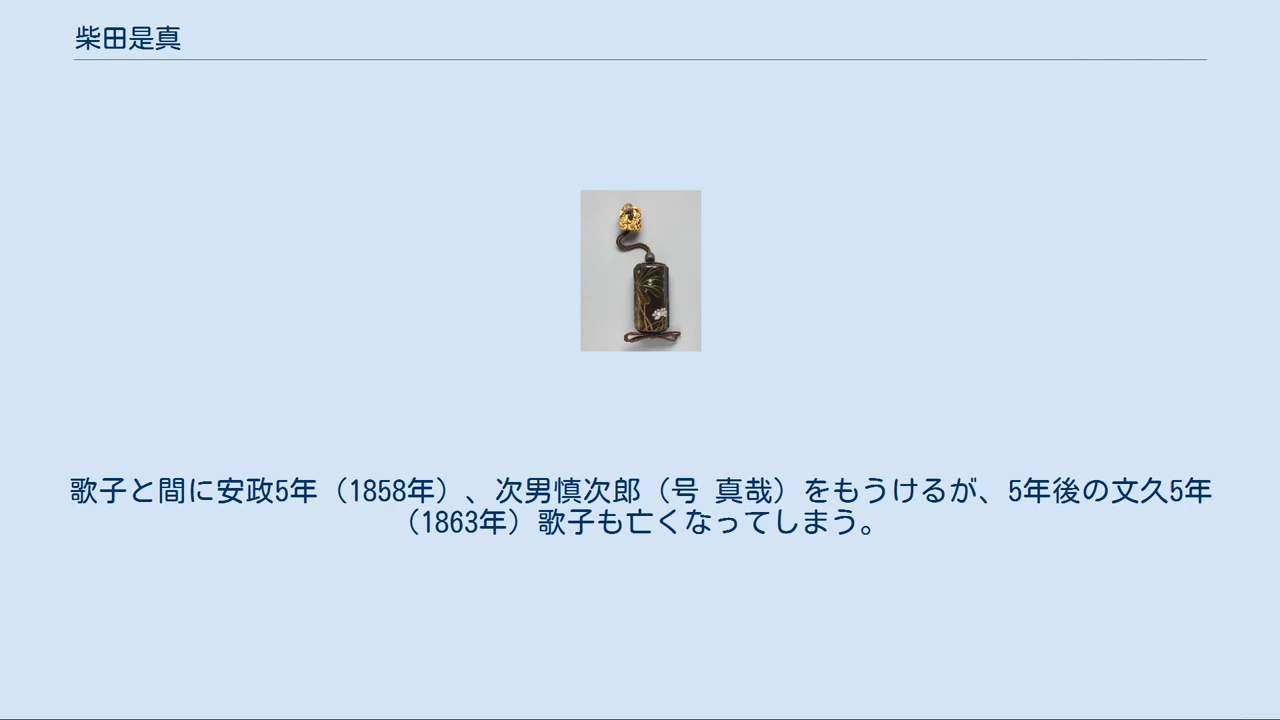 柴田是真
歌子と間に安政5年（1858年）、次男慎次郎（号 真哉）をもうけるが、5年後の文久5年
（1863年）歌子も亡くなってしまう。